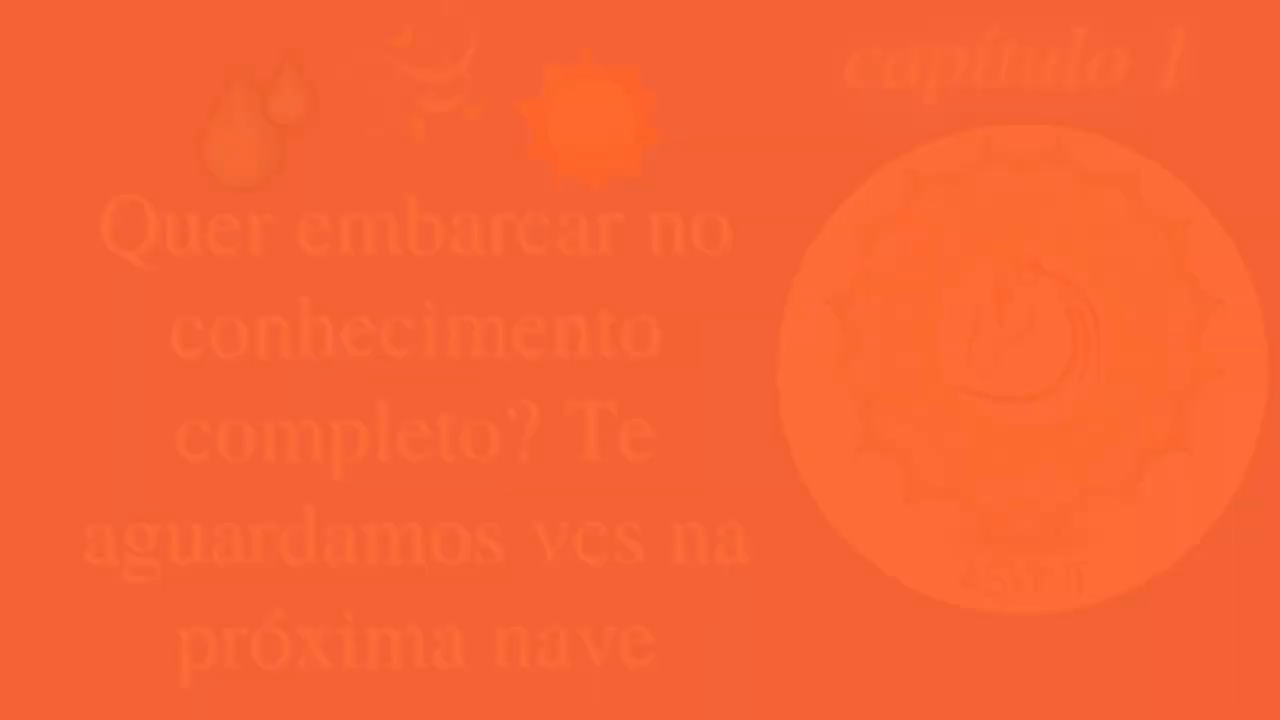 capítulo 1
Quer embarcar no
conhecimento
completo? Te
aguardamos vcs na
próxima nave